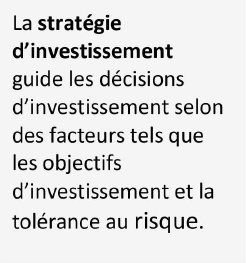 La stratégie
d’investissement
guide les décisions
d’investissement selon
des facteurs tels que
les objectifs
d’investissement et la
tolérance au risque.